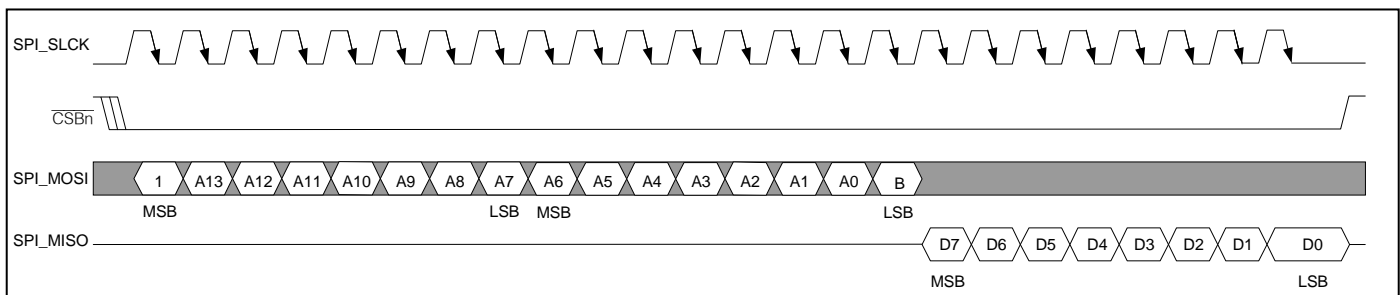 SPI_SLCK
CSBn
SPI_MOSI 1 A13 A12 A11 A10 A9 A8 A7 A6 A5 A4 A3 A2 A1 A0 B
MSB LSB MSB LSB
SPI_MISO D7 D6 D5 D4 D3 D2 D1 D0
MSB LSB